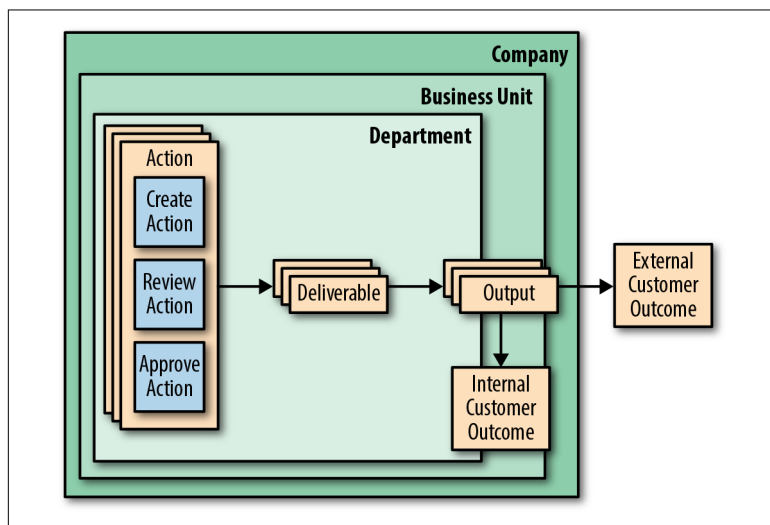 Company
Business Unit
Department
Action
Create
Action
Review
Action
Approve
Action
Deliverable
Output
Internal
Customer
Outcome
External
Customer
Outcome